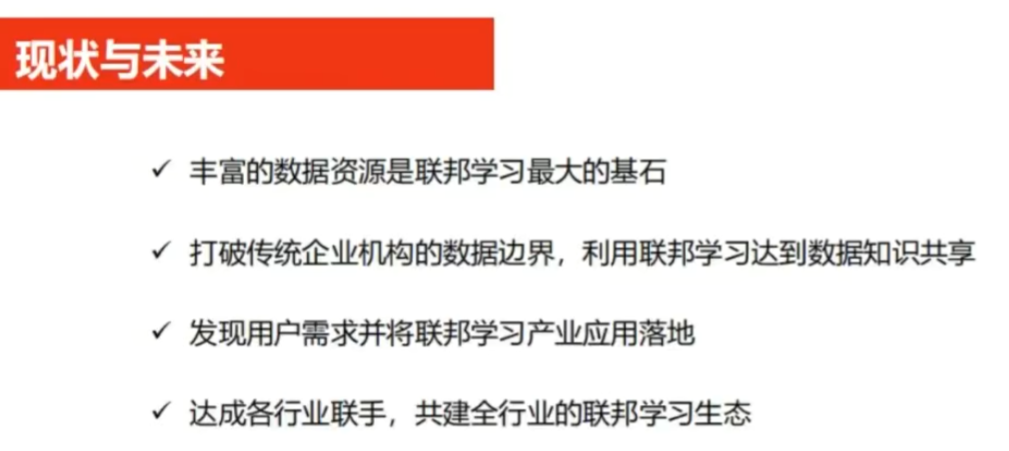 现状与未来
✓ 丰富的数据资源是联邦学习最大的基石
✓ 打破传统企业机构的数据边界，利用联邦学习达到数据知识共享
✓ 发现用户需求并将联邦学习产业应用落地
✓ 达成各行业联手，共建全行业的联邦学习生态